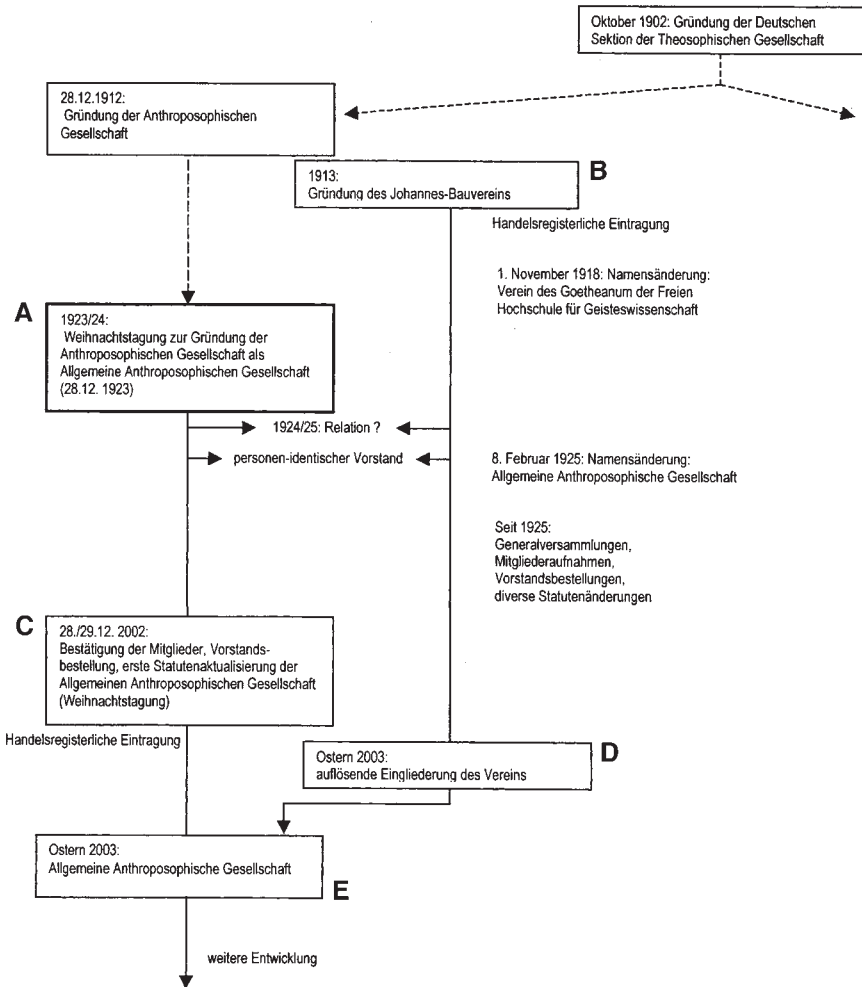 Oktober 1902: Gründung der Deutschen
Sektion der Theosophischen Gesellschaft
28.12.1912:
Gründung der Anthroposophischen
Gesellschaft
1913:
Gründung des Johannes-Bauvereins
B
Handelsregisterliche Eintragung
1. November 1918: Namensänderung:
Verein des Goetheanum der Freien
Hochschule für Geisteswissenschaft
A
1923/24:
Weihnachtstagung zur Gründung der
Anthroposophischen Gesellschaft als
Allgemeine Anthroposophischen Gesellschaft
(28.12. 1923)
1924/25: Relation ?
personen-identischer Vorstand
8. Februar 1925: Namensänderung:
Allgemeine Anthroposophische Gesellschaft
Seit 1925:
Generalversammlungen,
Mitgliederaufnahmen,
Vorstandsbestellungen,
diverse Statutenänderungen
C
28./29.12. 2002:
Bestätigung der Mitglieder, Vorstands-
bestellung, erste Statutenaktualisierung der
Allgemeinen Anthroposophischen Gesellschaft
(Weihnachtstagung)
Handelsregisterliche Eintragung
Ostern 2003:
auflösende Eingliederung des Vereins
D
Ostern 2003:
Allgemeine Anthroposophische Gesellschaft
E
weitere Entwicklung